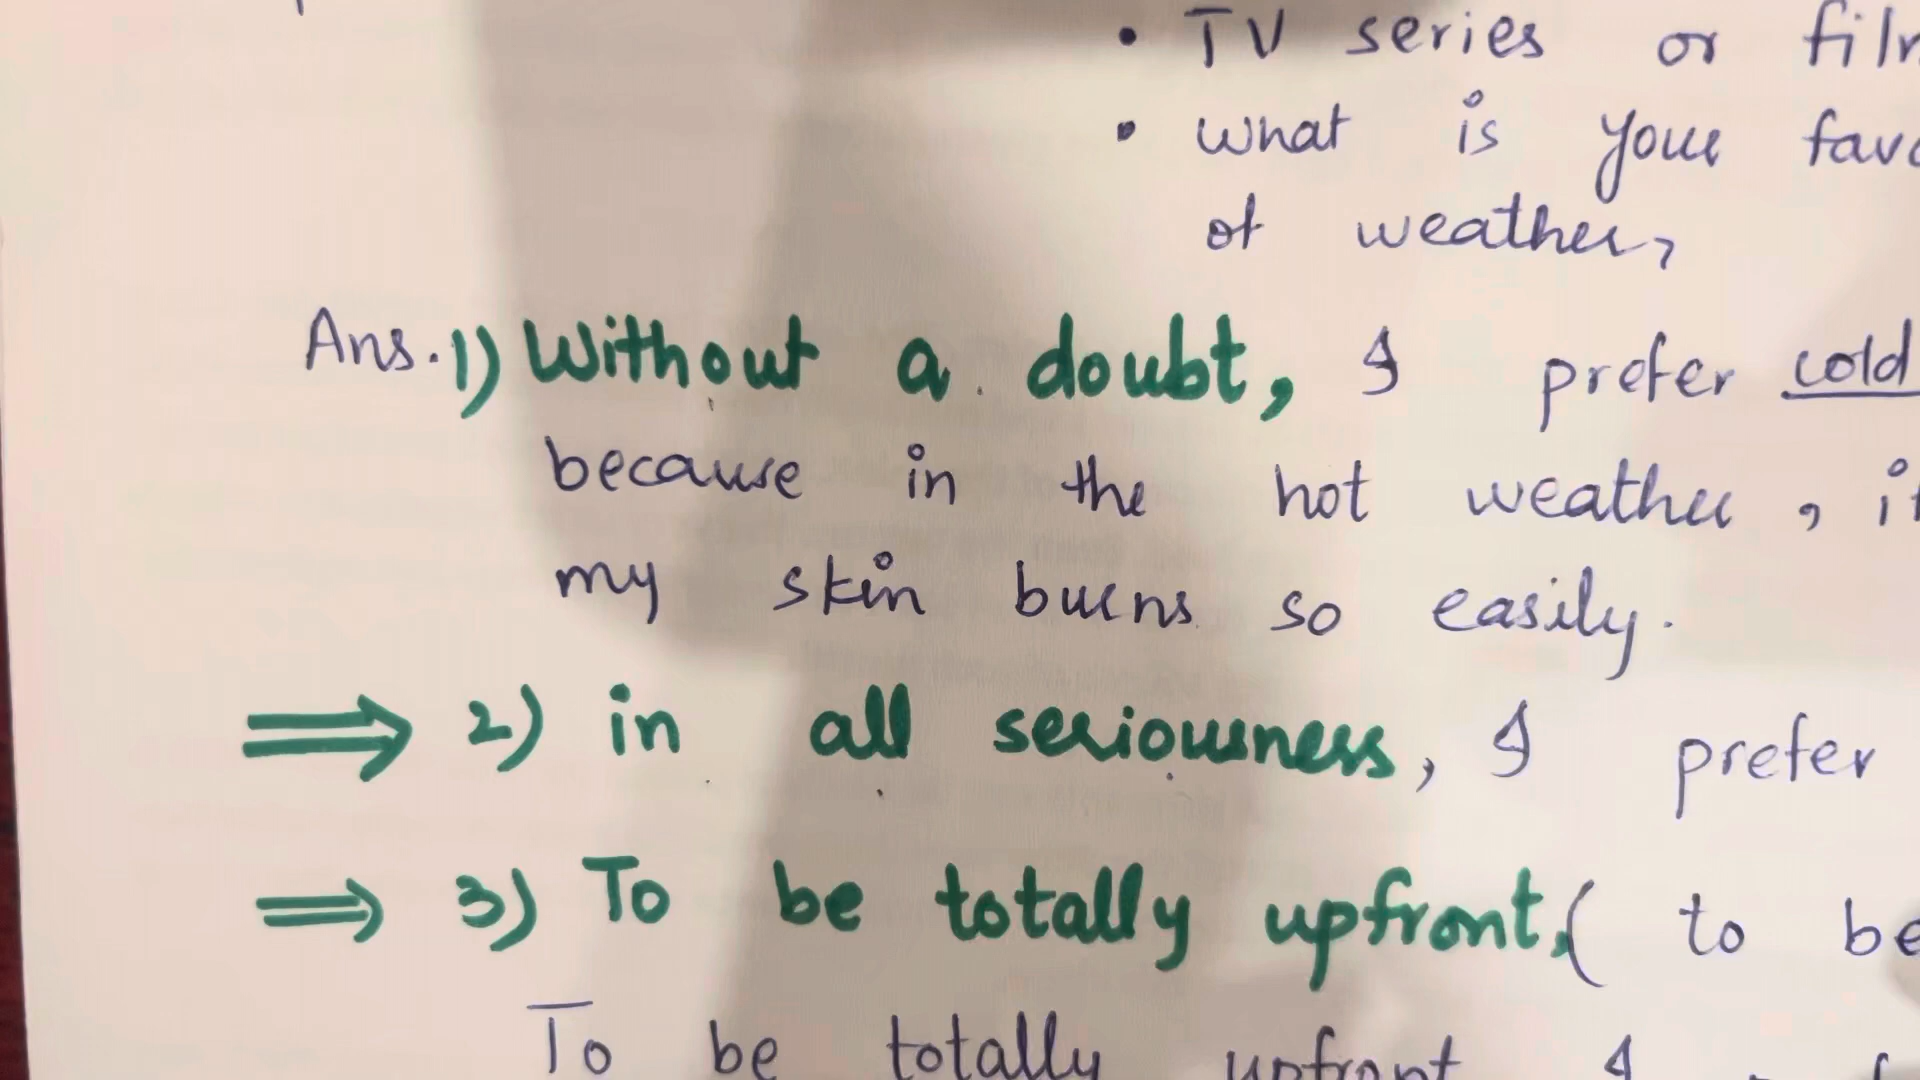 • TV series or
• what is your
of weather,
Ans. 1) Without a doubt, I prefer cold
because in the hot weather,
my skin burns so easily.
⇒ 2) in all seriousness, I prefer
⇒ 3) To be totally upfront, ( to be
To be totally upfront I